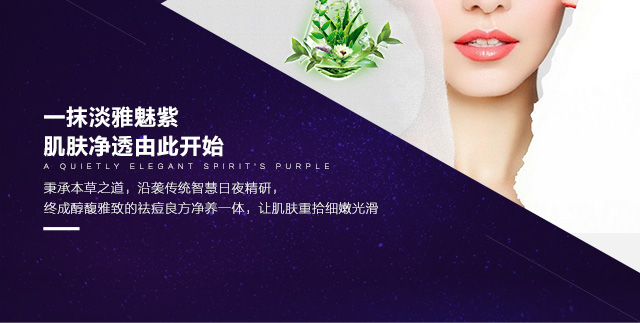 一抹淡雅魅紫
肌肤净透由此开始
A QUIETLY ELEGANT SPIRIT'S PURPLE
秉承本草之道，沿袭传统智慧日夜精研，
终成醇馥雅致的祛痘良方净养一体，让肌肤重拾细嫩光滑